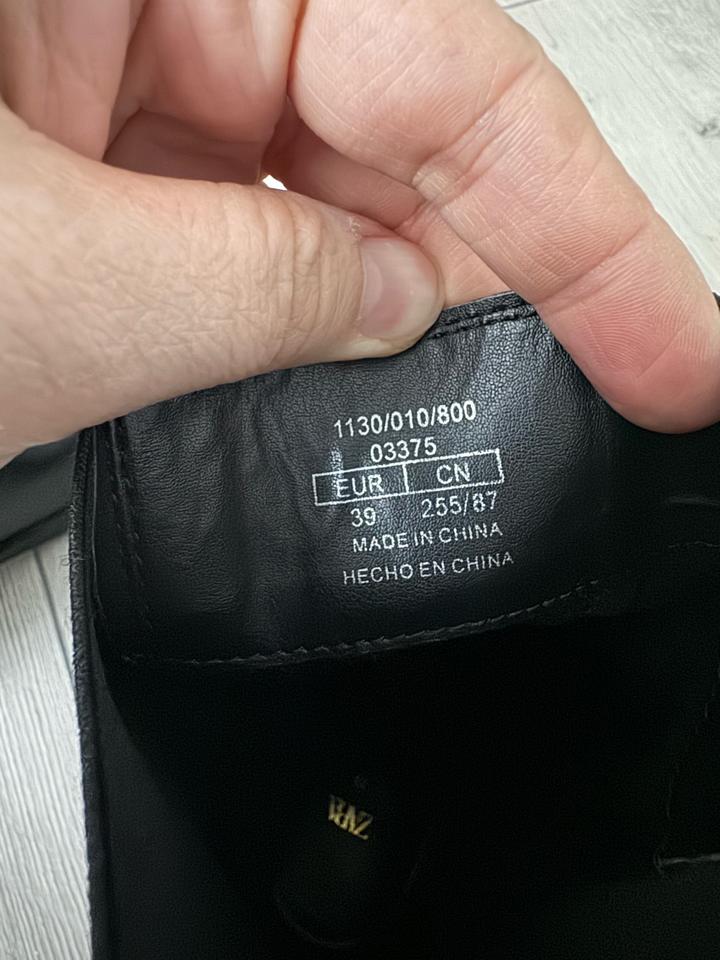 1130/010/800
03375
EUR CN
39 255/87
MADE IN CHINA
HECHO EN CHINA